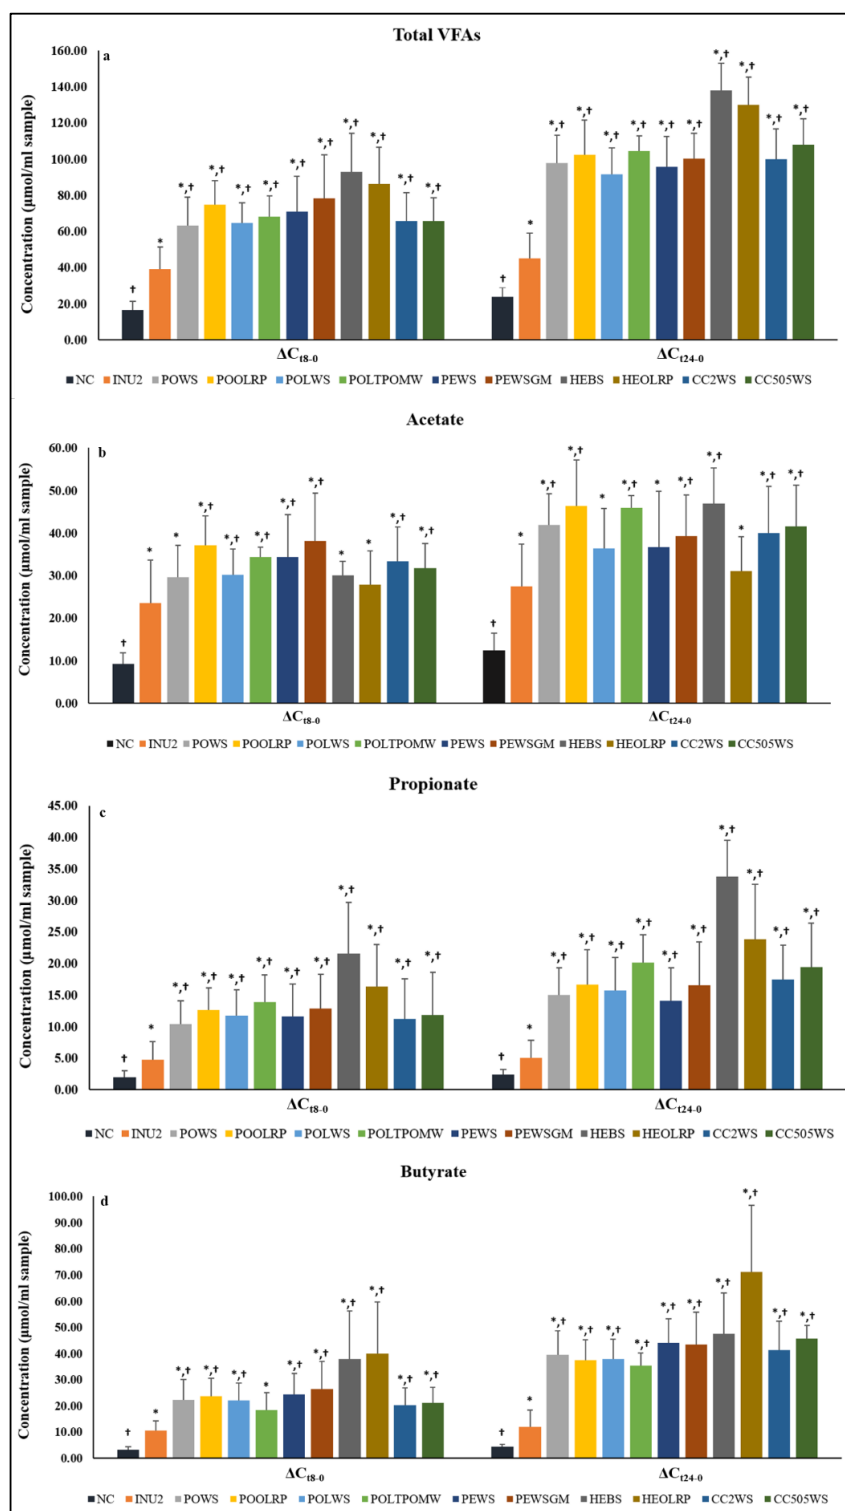 Total VFAs
a
Concentration (μmol/ml sample)
160.00
140.00
120.00
100.00
80.00
60.00
40.00
20.00
0.00
† * *,† *,† *,† *,† *,† *,† *,† *,† *,† *,†
† * *,† *,† *,† *,† *,† *,† *,† *,† *,† *,†
ΔCt8-0 ΔCt24-0
NC INU2 POWS POOLRP POLWS POLTPOMW PEWS PEWSGM HEBS HEOLRP CC2WS CC505WS
Acetate
b
Concentration (μmol/ml sample)
60.00
50.00
40.00
30.00
20.00
10.00
0.00
† * * *,† *,† *,† *,† *,† * * *,† *,†
† * *,† *,† * *,† * *,† *,† * *,† *,†
ΔCt8-0 ΔCt24-0
NC INU2 POWS POOLRP POLWS POLTPOMW PEWS PEWSGM HEBS HEOLRP CC2WS CC505WS
Propionate
c
Concentration (μmol/ml sample)
45.00
40.00
35.00
30.00
25.00
20.00
15.00
10.00
5.00
0.00
† * *,† *,† *,† *,† *,† *,† *,† *,† *,† *,†
† * *,† *,† *,† *,† *,† *,† *,† *,† *,† *,†
ΔCt8-0 ΔCt24-0
NC INU2 POWS POOLRP POLWS POLTPOMW PEWS PEWSGM HEBS HEOLRP CC2WS CC505WS
Butyrate
d
Concentration (μmol/ml sample)
100.00
90.00
80.00
70.00
60.00
50.00
40.00
30.00
20.00
10.00
0.00
† * *,† *,† *,† * *,† *,† *,† *,† *,† *,†
† * *,† *,† *,† *,† *,† *,† *,† *,† *,† *,†
ΔCt8-0 ΔCt24-0
NC INU2 POWS POOLRP POLWS POLTPOMW PEWS PEWSGM HEBS HEOLRP CC2WS CC505WS